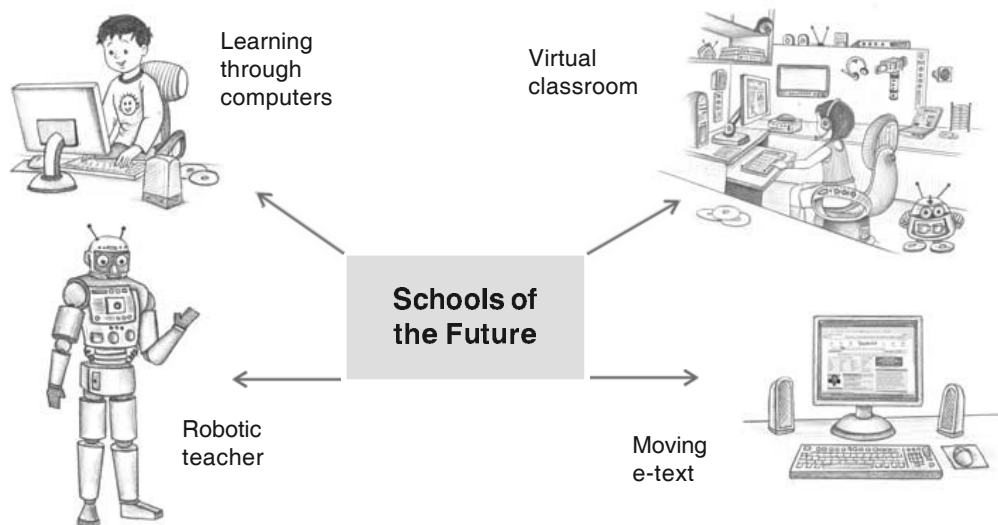 Learning
through
computers
Virtual
classroom
Schools of
the Future
Robotic
teacher
Moving
e-text